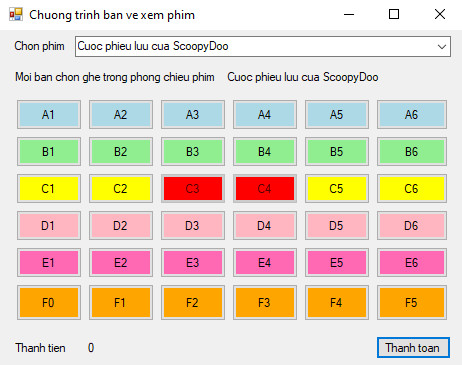 Chuong trinh ban ve xem phim
Chon phim Cuoc phieu luu cua ScoopyDoo
Moi ban chon ghe trong phong chieu phim Cuoc phieu luu cua ScoopyDoo
A1 A2 A3 A4 A5 A6
B1 B2 B3 B4 B5 B6
C1 C2 C3 C4 C5 C6
D1 D2 D3 D4 D5 D6
E1 E2 E3 E4 E5 E6
F0 F1 F2 F3 F4 F5
Thanh tien 0 Thanh toan